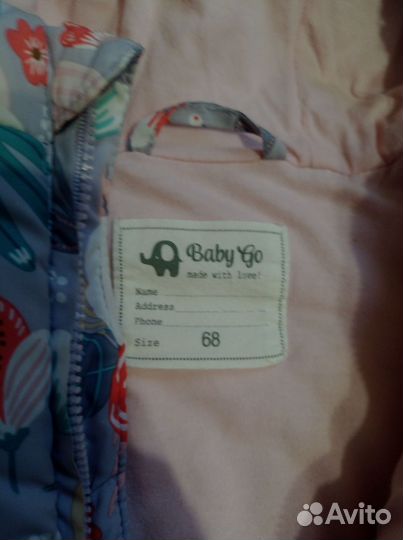 Baby Go
made with love!
Name
Address
Phone
Size 68
Avito